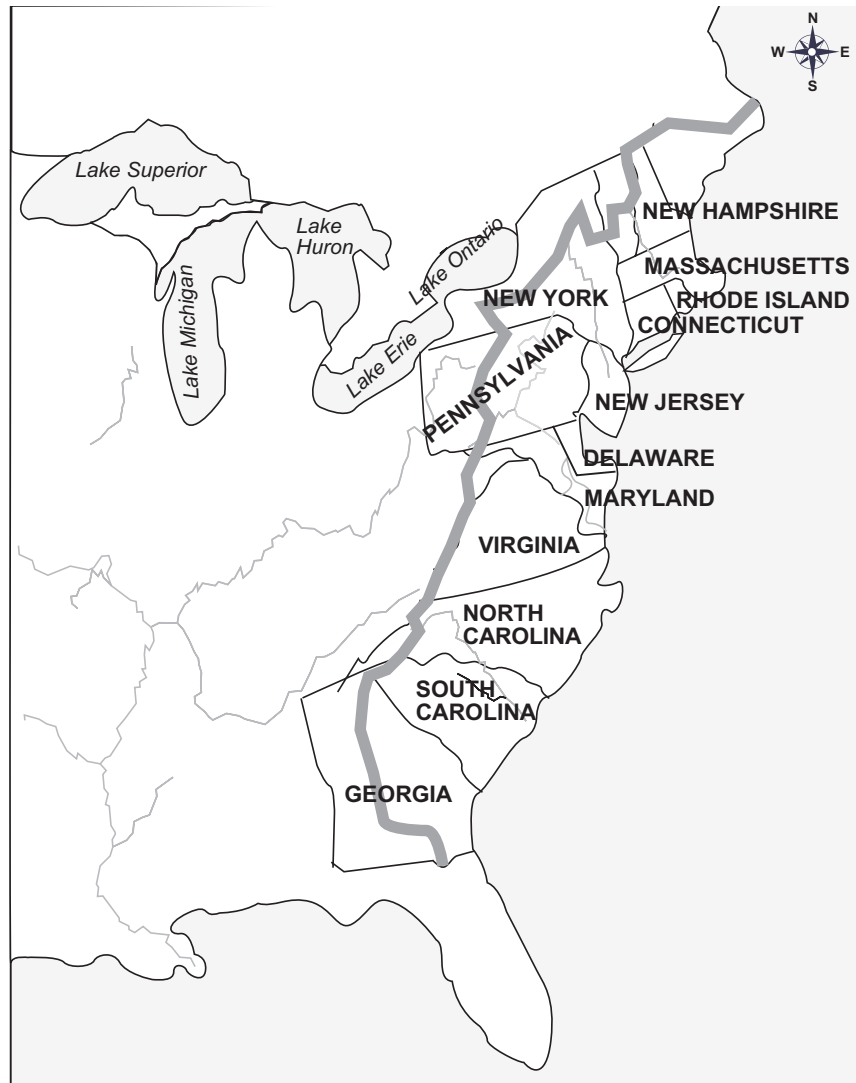 N
W E
S
Lake Superior
Lake
Huron
Lake Ontario
Lake Michigan
Lake Erie
NEW HAMPSHIRE
MASSACHUSETTS
RHODE ISLAND
CONNECTICUT
NEW YORK
PENNSYLVANIA
NEW JERSEY
DELAWARE
MARYLAND
VIRGINIA
NORTH
CAROLINA
SOUTH
CAROLINA
GEORGIA